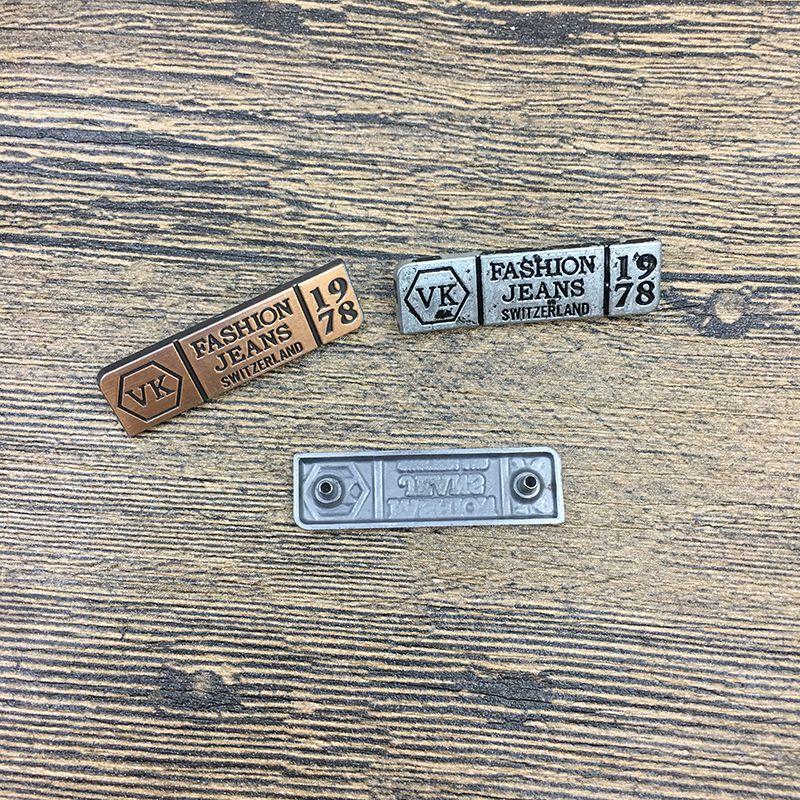 VK
FASHION
JEANS
SWITZERLAND
19
78
VK
FASHION
JEANS
SWITZERLAND
19
78